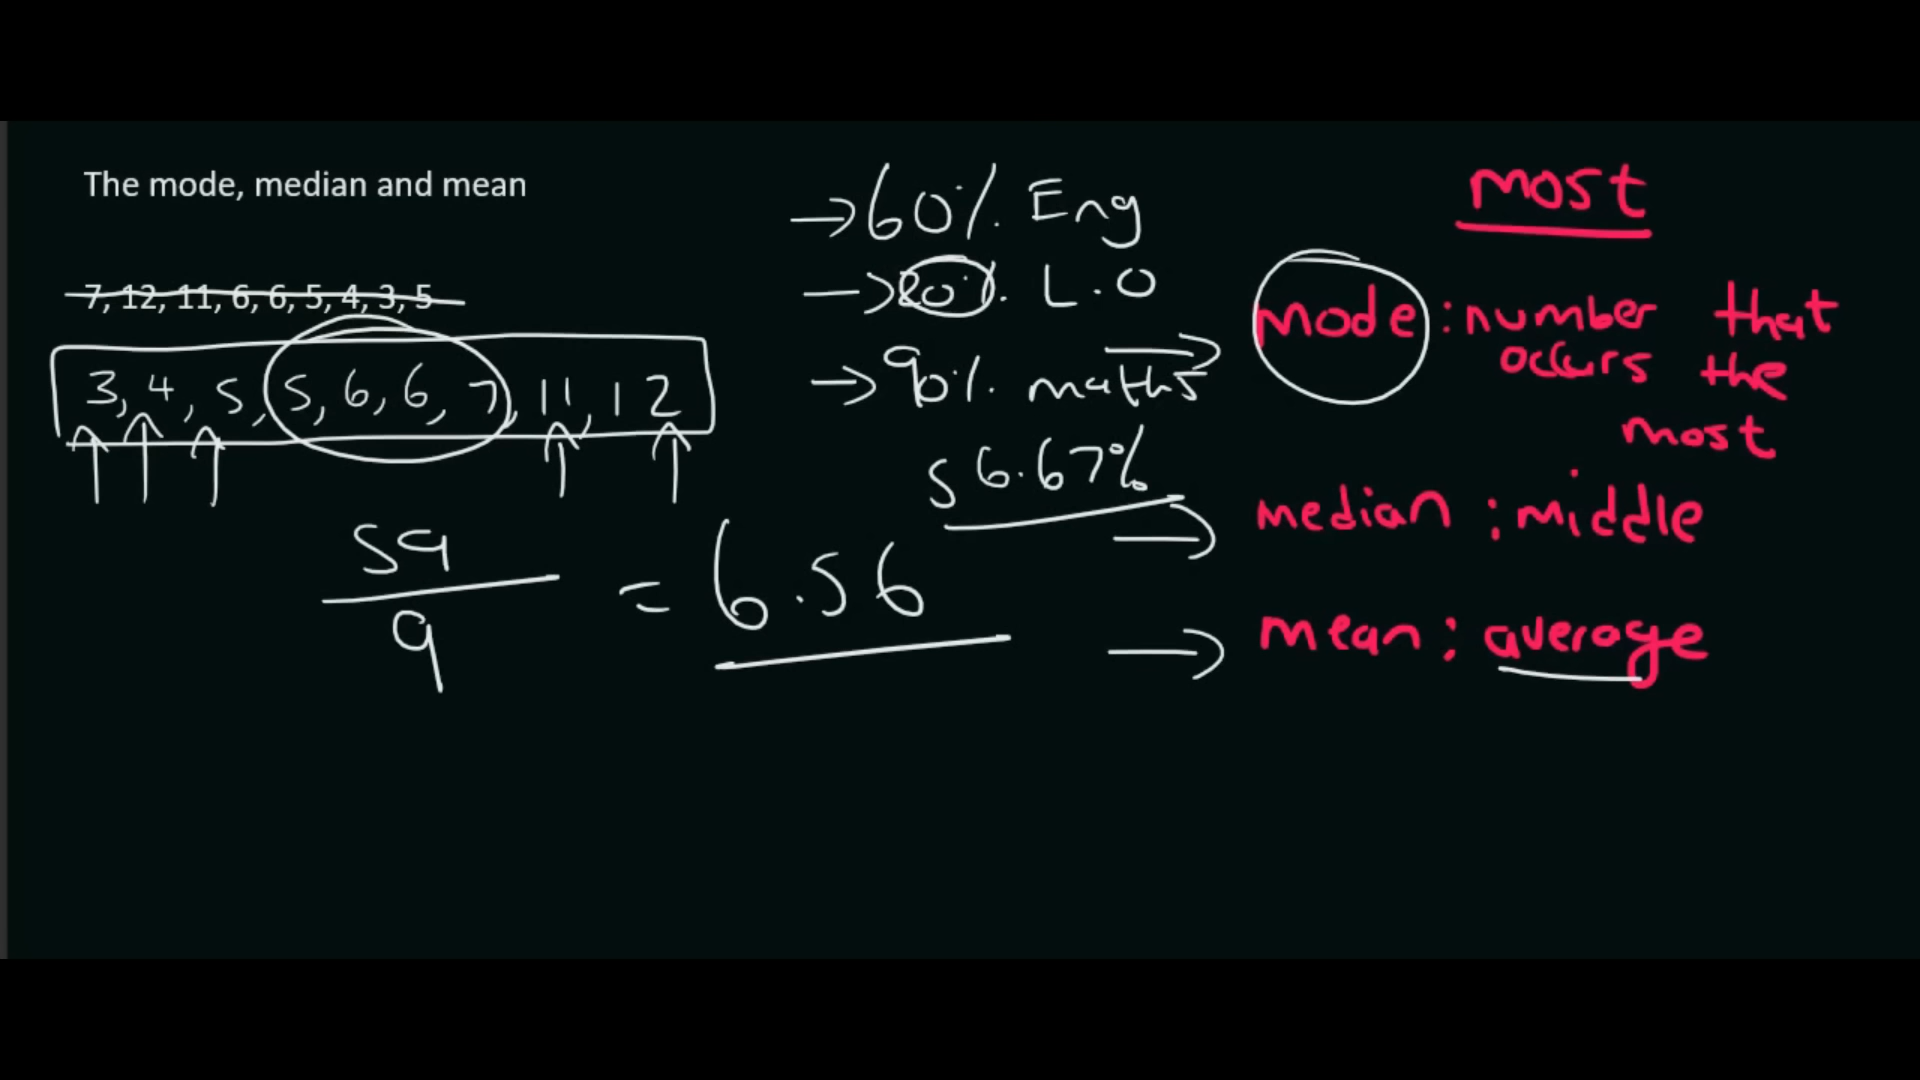 The mode, median and mean
7, 12, 11, 6, 6, 5, 4, 3, 5
3, 4, 5, 5, 6, 6, 7, 11, 12
59
9
= 6.56
→60% Eng
→20% L.O
→90% maths
56.67%
most
mode: number that
occurs the
most
median: middle
mean: average